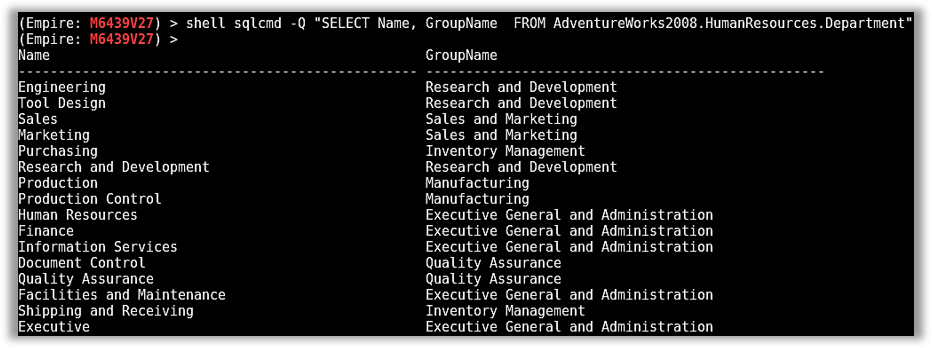 (Empire: M6439V27) > shell sqlcmd -Q "SELECT Name, GroupName  FROM AdventureWorks2008.HumanResources.Department"
(Empire: M6439V27) >
Name                                               GroupName
-------------------------------------------------- --------------------------------------------------
Engineering                                        Research and Development
Tool Design                                        Research and Development
Sales                                              Sales and Marketing
Marketing                                          Sales and Marketing
Purchasing                                         Inventory Management
Research and Development                           Research and Development
Production                                         Manufacturing
Production Control                                 Manufacturing
Human Resources                                    Executive General and Administration
Finance                                            Executive General and Administration
Information Services                               Executive General and Administration
Document Control                                   Quality Assurance
Quality Assurance                                  Quality Assurance
Facilities and Maintenance                         Executive General and Administration
Shipping and Receiving                             Inventory Management
Executive                                          Executive General and Administration